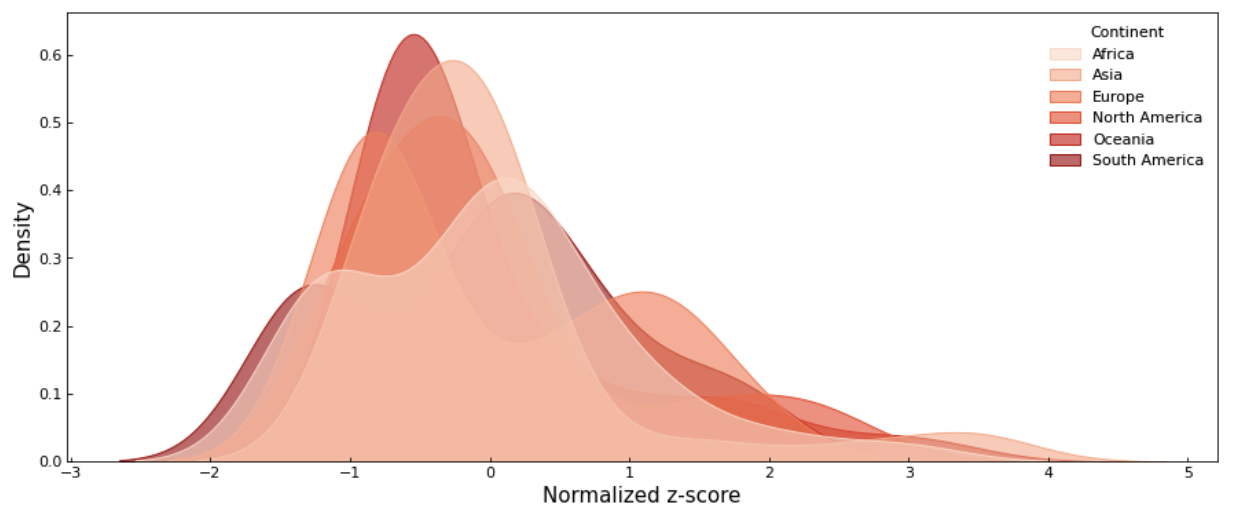 Continent
Africa
Asia
Europe
North America
Oceania
South America
Density
0.6
0.5
0.4
0.3
0.2
0.1
0.0
−3 −2 −1 0 1 2 3 4 5
Normalized z-score